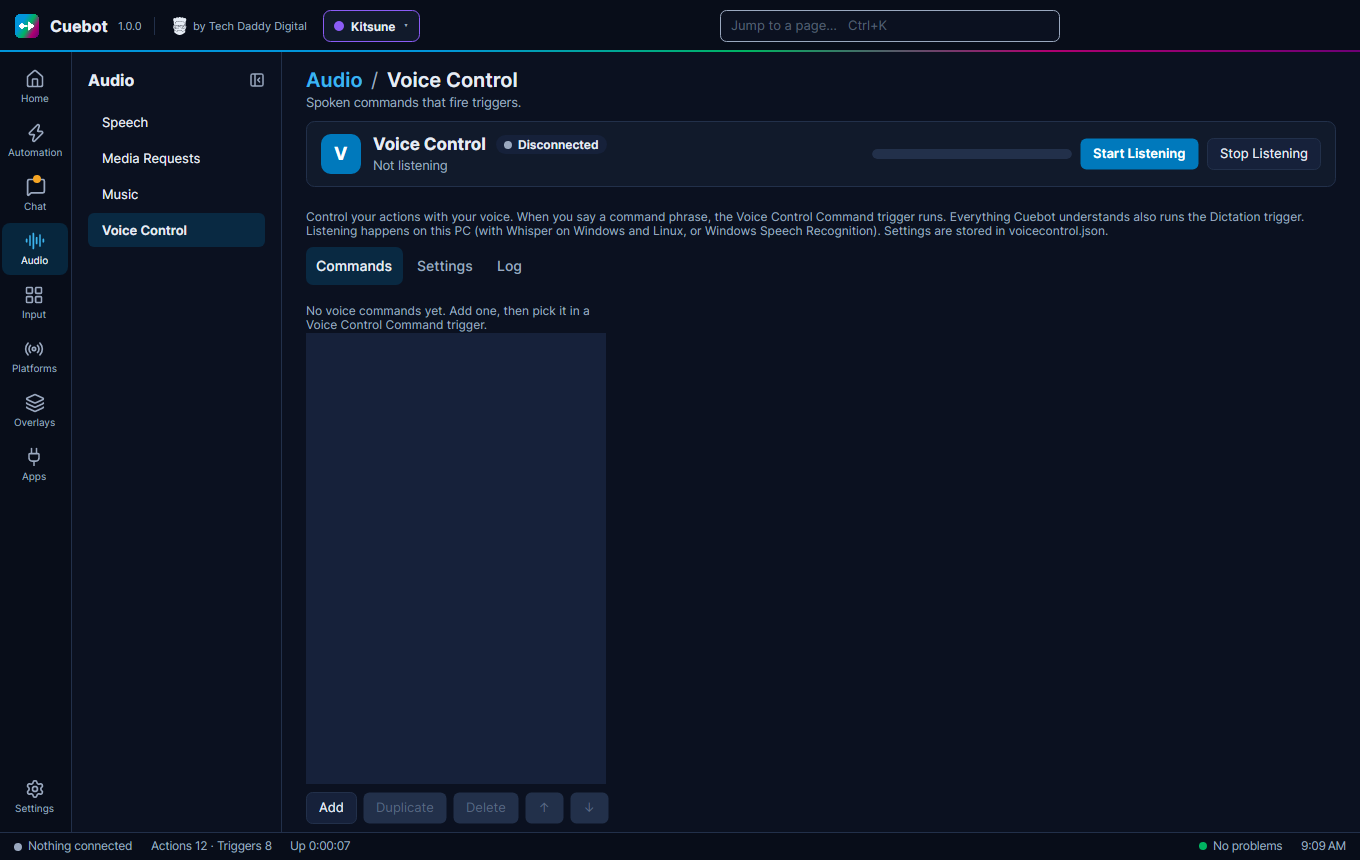 Cuebot 1.0.0 by Tech Daddy Digital Kitsune Jump to a page... Ctrl+K
Home
Automation
Chat
Audio
Input
Platforms
Overlays
Apps
Settings
Audio
Speech
Media Requests
Music
Voice Control
Audio / Voice Control
Spoken commands that fire triggers.
V Voice Control Disconnected
Not listening
Start Listening Stop Listening
Control your actions with your voice. When you say a command phrase, the Voice Control Command trigger runs. Everything Cuebot understands also runs the Dictation trigger.
Listening happens on this PC (with Whisper on Windows and Linux, or Windows Speech Recognition). Settings are stored in voicecontrol.json.
Commands Settings Log
No voice commands yet. Add one, then pick it in a
Voice Control Command trigger.
Add Duplicate Delete ↑ ↓
Nothing connected Actions 12 · Triggers 8 Up 0:00:07 No problems 9:09 AM